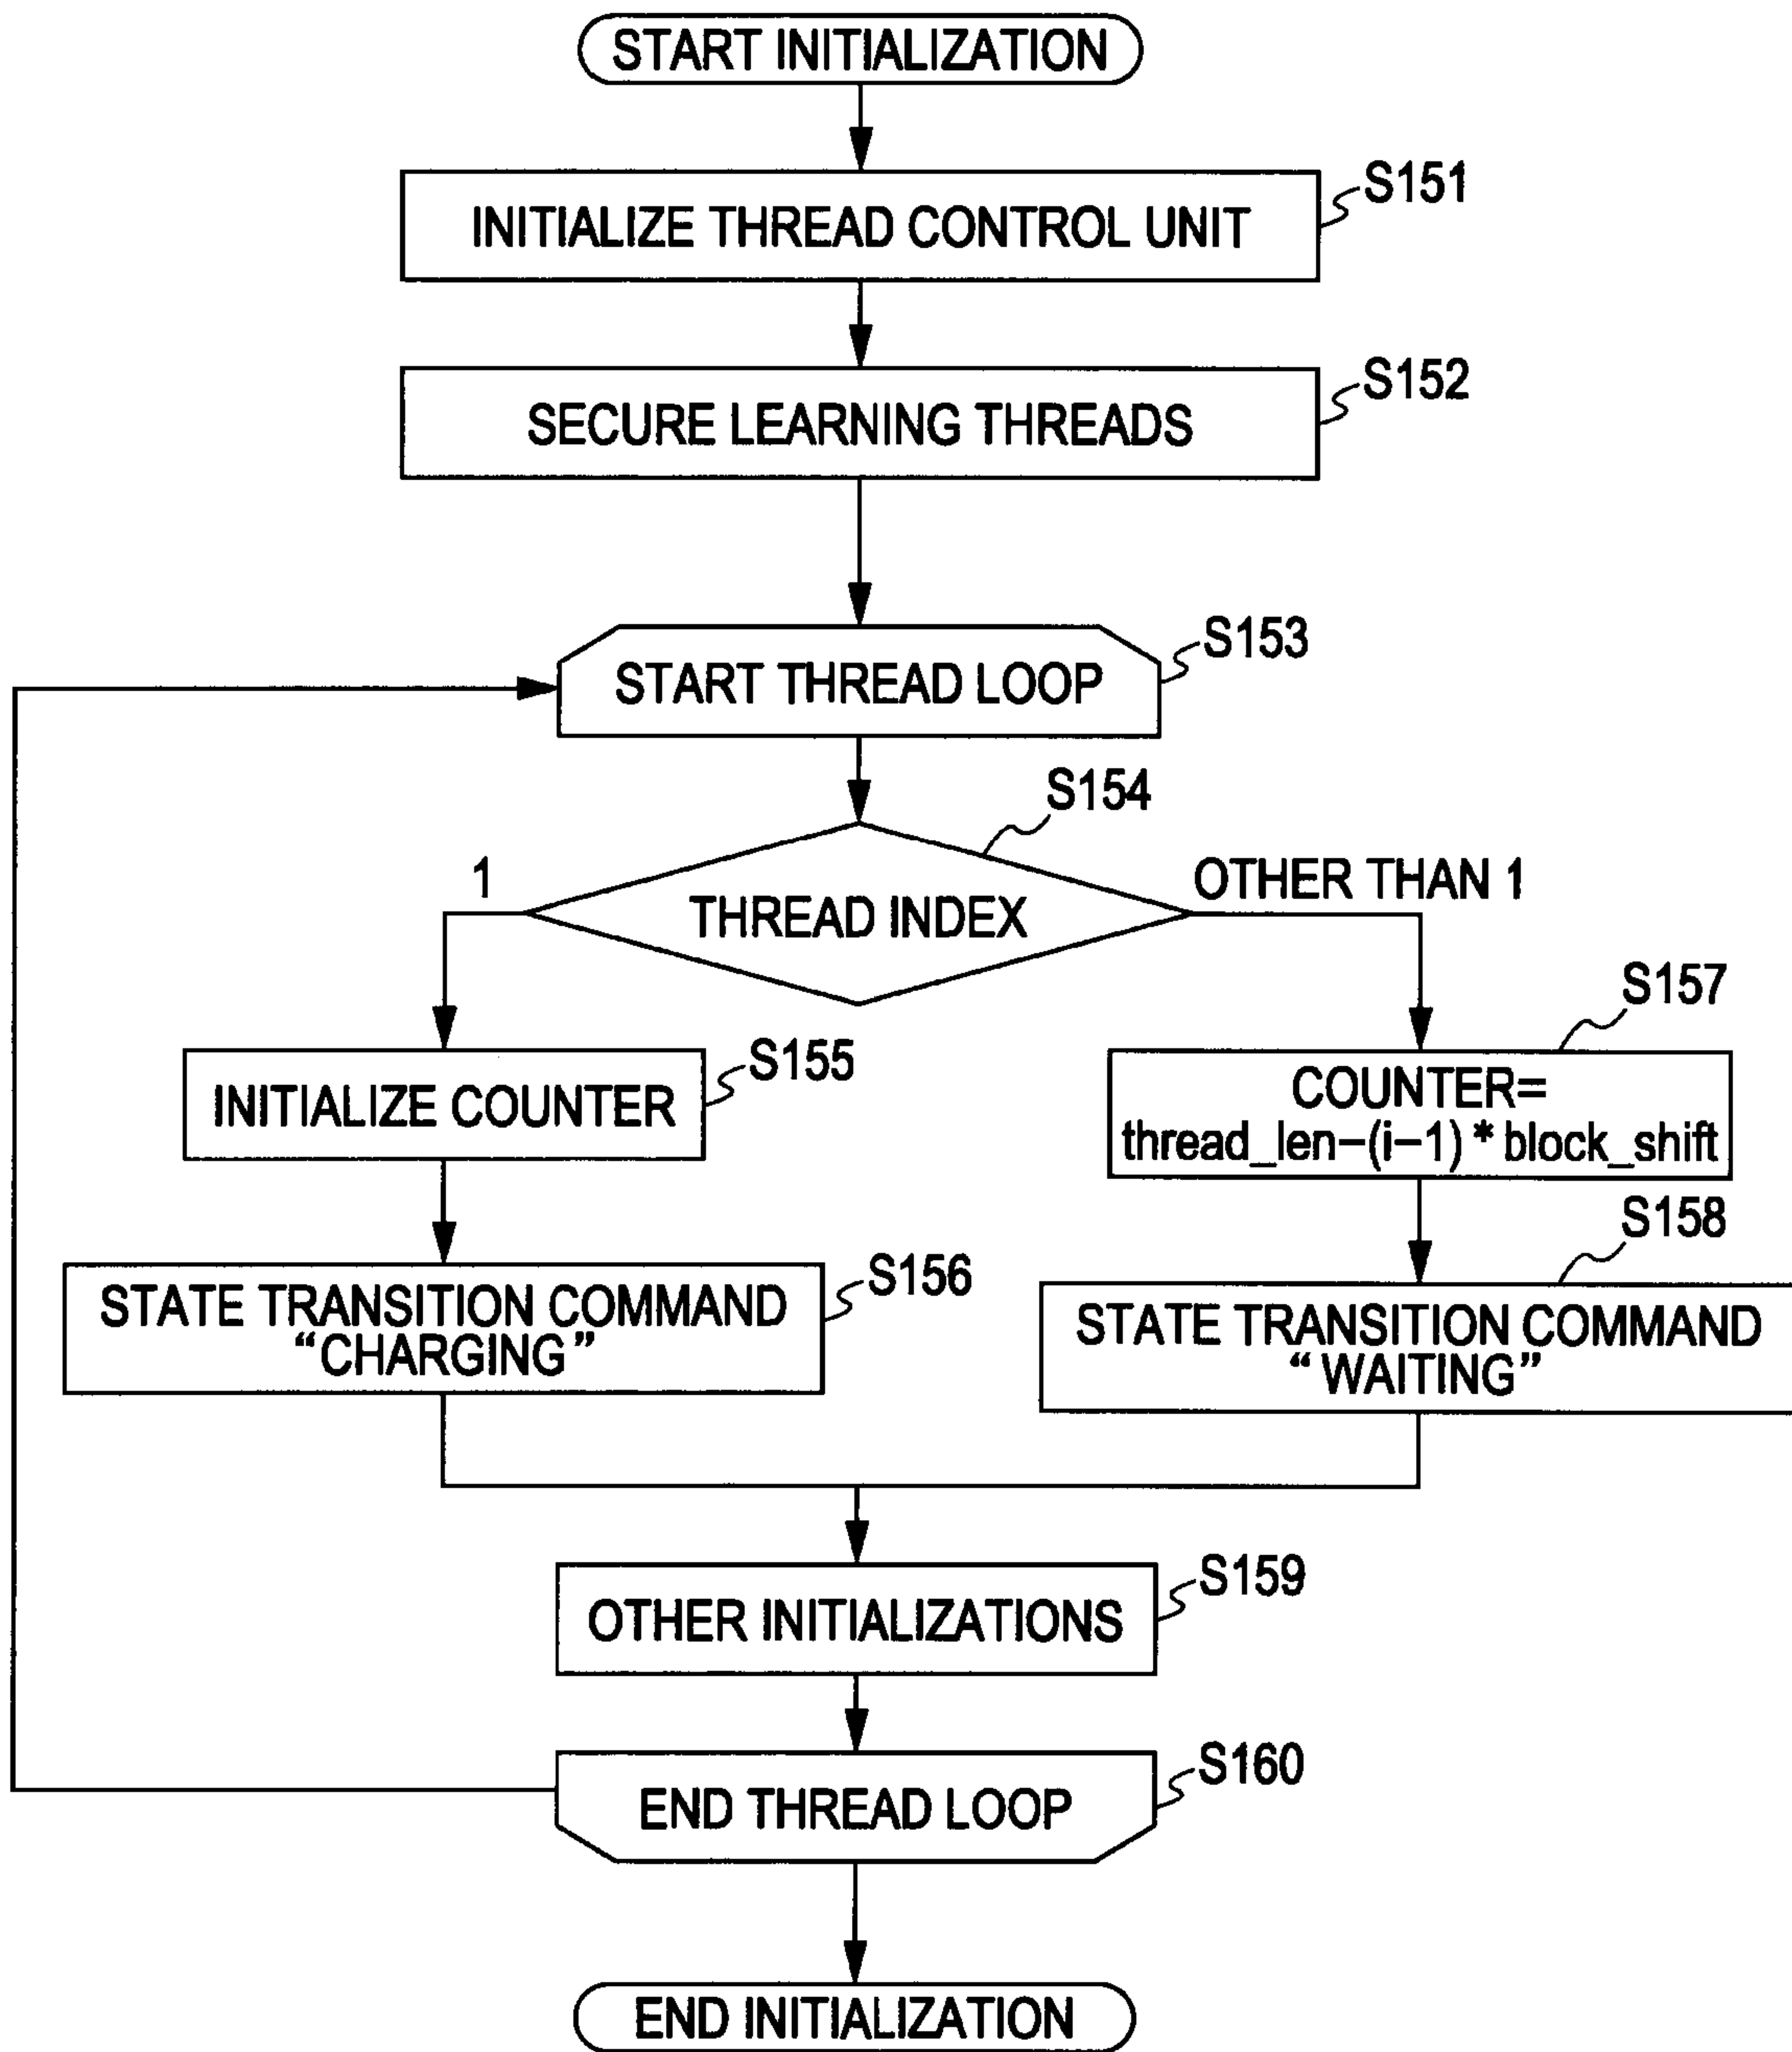 START INITIALIZATION
S151
INITIALIZE THREAD CONTROL UNIT
S152
SECURE LEARNING THREADS
S153
START THREAD LOOP
S154
1
OTHER THAN 1
THREAD INDEX
S155
INITIALIZE COUNTER
S157
COUNTER=
thread_len−(i−1) * block_shift
S156
STATE TRANSITION COMMAND
“CHARGING”
S158
STATE TRANSITION COMMAND
“WAITING”
S159
OTHER INITIALIZATIONS
S160
END THREAD LOOP
END INITIALIZATION